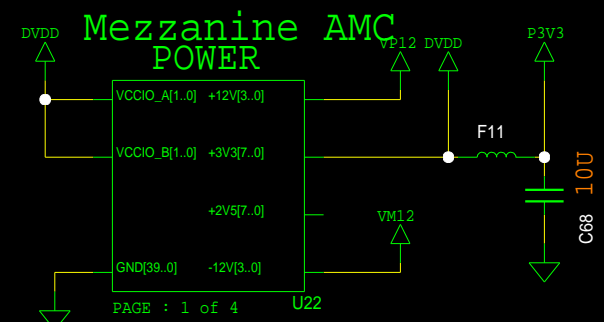 Mezzanine AMC
POWER
DVDD
VP12
DVDD
P3V3
VCCIO_A[1..0]
+12V[3..0]
F11
VCCIO_B[1..0]
+3V3[7..0]
10U
C68
+2V5[7..0]
VM12
GND[39..0]
-12V[3..0]
PAGE : 1 of 4
U22